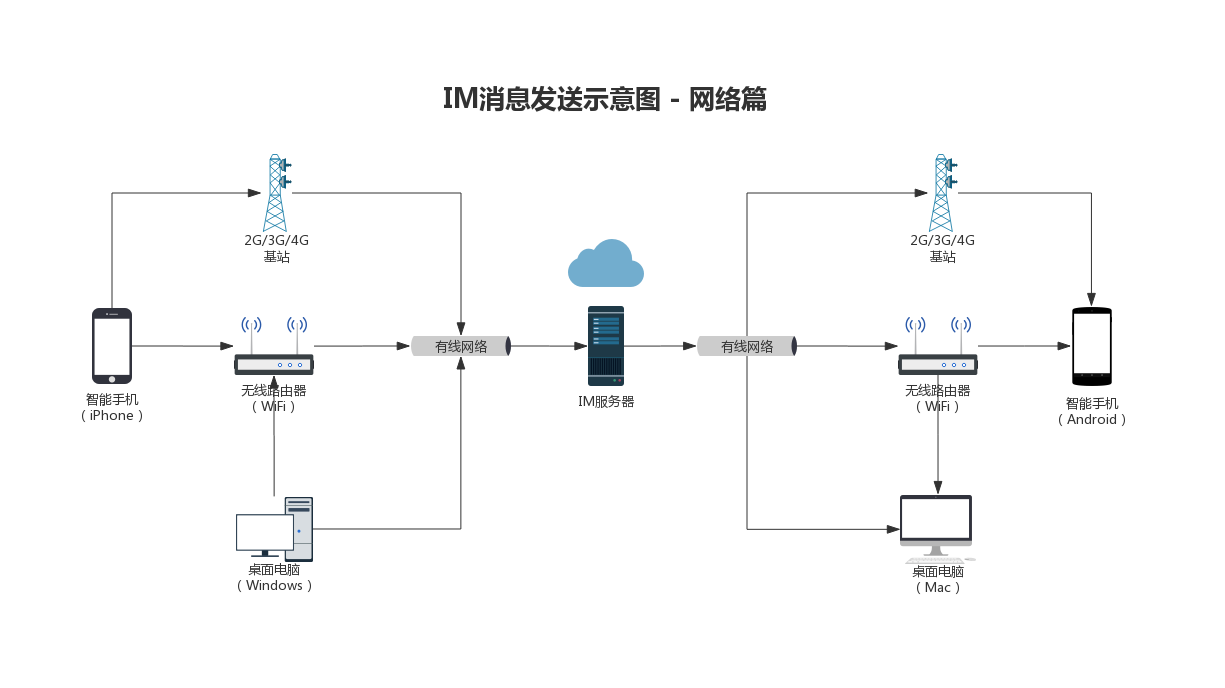 IM消息发送示意图 - 网络篇
2G/3G/4G
基站
2G/3G/4G
基站
有线网络
有线网络
智能手机
（iPhone）
无线路由器
（WiFi）
IM服务器
无线路由器
（WiFi）
智能手机
（Android）
桌面电脑
（Windows）
桌面电脑
（Mac）